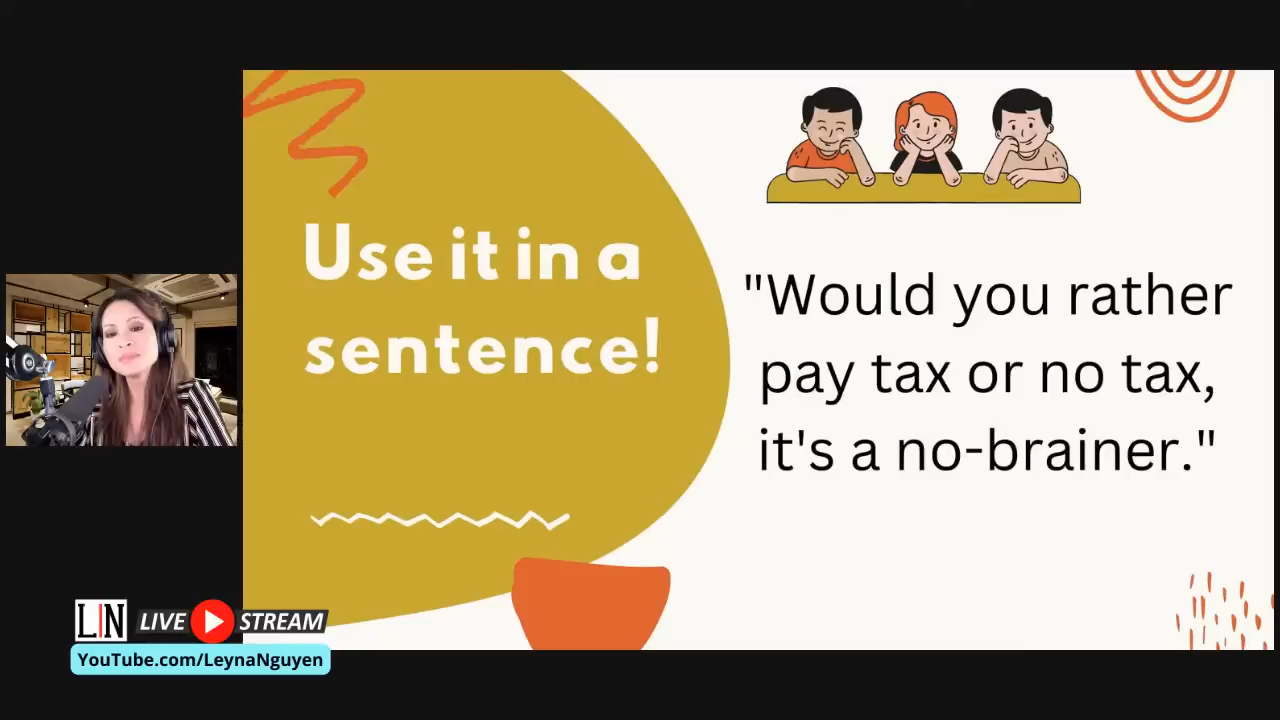 Use it in a
sentence!
"Would you rather
pay tax or no tax,
it's a no-brainer."
LN LIVE STREAM
YouTube.com/LeynaNguyen